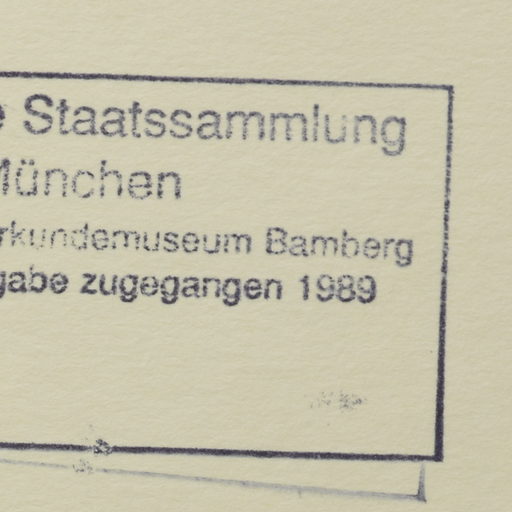 e Staatssammlung
München
rkundemuseum Bamberg
gabe zugegangen 1989